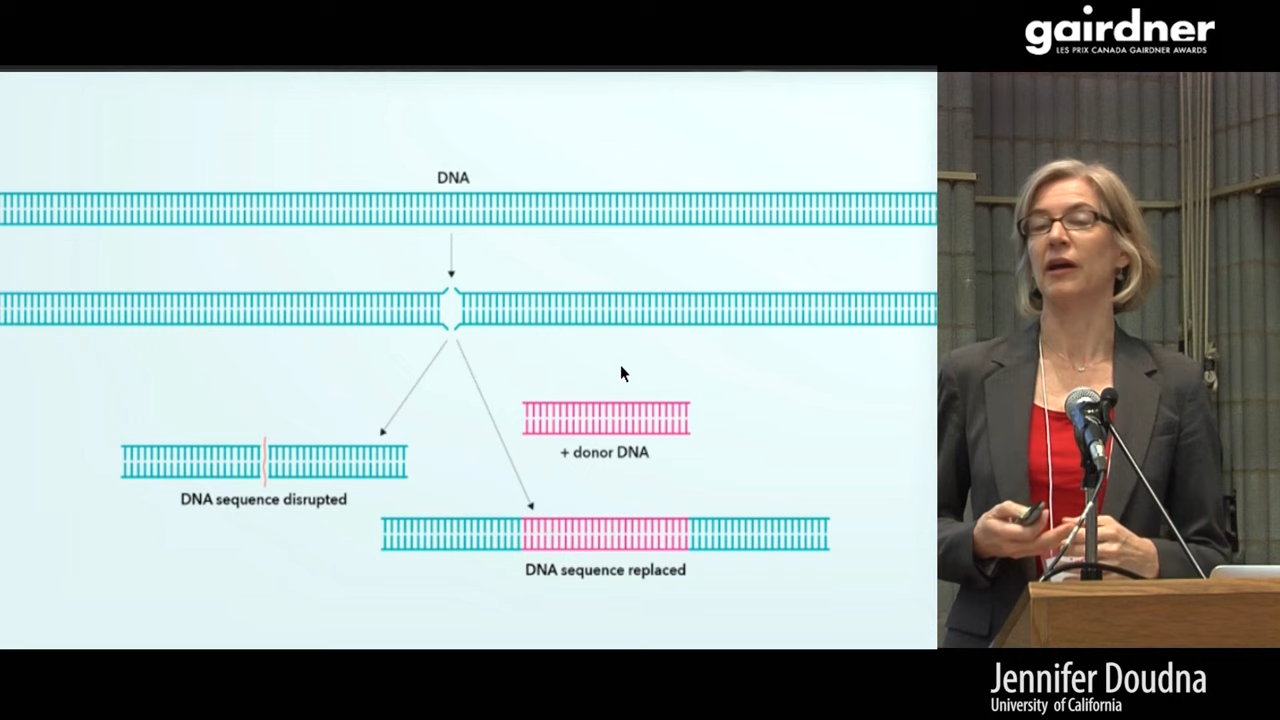 gairdner
LES PRIX CANADA GAIRDNER AWARDS
DNA
+ donor DNA
DNA sequence disrupted
DNA sequence replaced
Jennifer Doudna
University of California